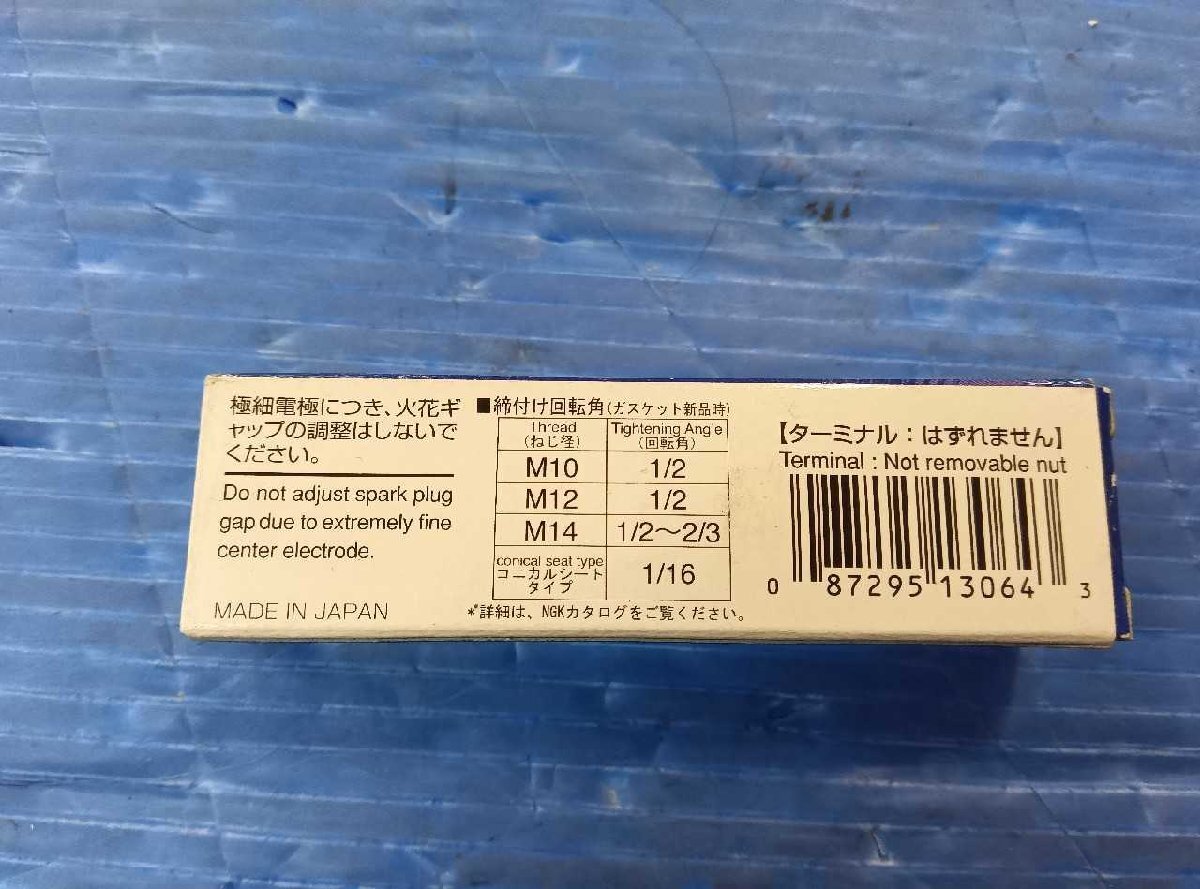 極細電極につき、火花ギ
ャップの調整はしないで
ください。
Do not adjust spark plug
gap due to extremely fine
center electrode.
MADE IN JAPAN
■締付け回転角(ガスケット新品時)
Thread Tightening Angle
(ねじ径) (回転角)
M10 1/2
M12 1/2
M14 1/2〜2/3
conical seat type
コニカルシート
タイプ 1/16
*詳細は、NGKカタログをご覧ください。
【ターミナル：はずれません】
Terminal : Not removable nut
0 87295 13064 3